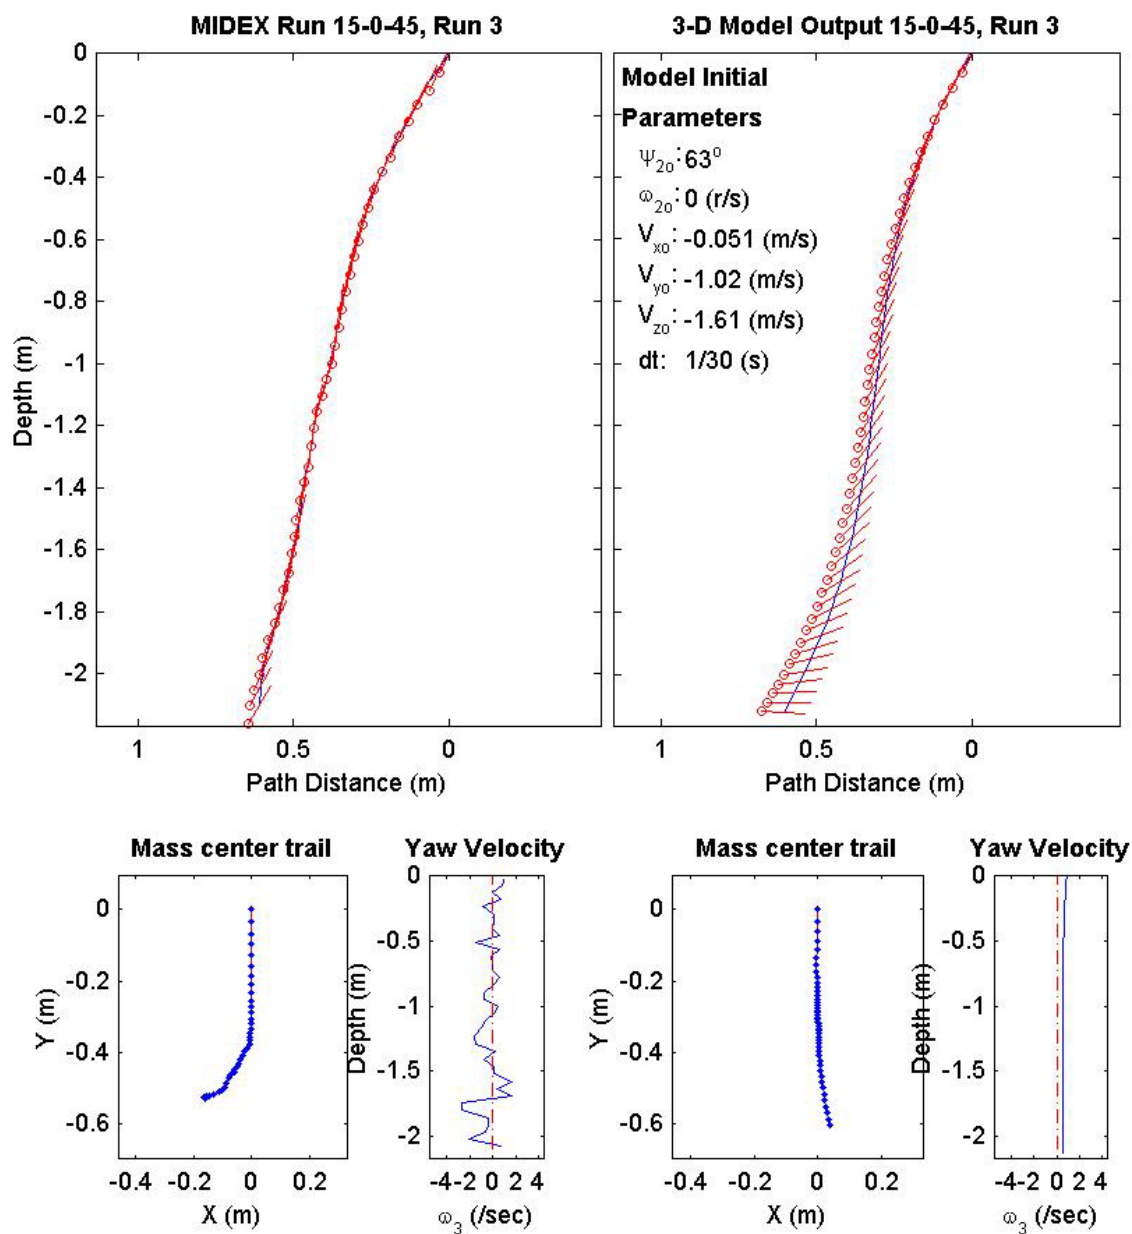 MIDEX Run 15-0-45, Run 3
3-D Model Output 15-0-45, Run 3
0
-0.2
-0.4
-0.6
-0.8
-1
-1.2
-1.4
-1.6
-1.8
-2
Depth (m)
1 0.5 0
Path Distance (m)
Model Initial
Parameters
Ψ2o: 63o
ω2o: 0 (r/s)
Vxo: -0.051 (m/s)
Vyo: -1.02 (m/s)
Vzo: -1.61 (m/s)
dt: 1/30 (s)
1 0.5 0
Path Distance (m)
Mass center trail
0
-0.2
-0.4
-0.6
Y (m)
-0.4 -0.2 0 0.2
X (m)
Yaw Velocity
0
-0.5
-1
-1.5
-2
Depth (m)
-4 -2 0 2 4
ω3 (/sec)
Mass center trail
0
-0.2
-0.4
-0.6
Y (m)
-0.4 -0.2 0 0.2
X (m)
Yaw Velocity
0
-0.5
-1
-1.5
-2
Depth (m)
-4 -2 0 2 4
ω3 (/sec)